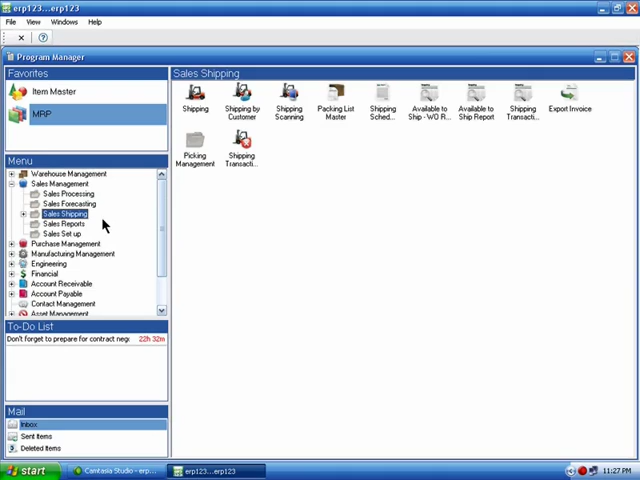 erp123...erp123
File View Windows Help
Program Manager
Favorites
Item Master
MRP
Menu
Warehouse Management
Sales Management
Sales Processing
Sales Forecasting
Sales Shipping
Sales Reports
Sales Set up
Purchase Management
Manufacturing Management
Engineering
Financial
Account Receivable
Account Payable
Contact Management
Asset Management
To-Do List
Don't forget to prepare for contract neg 22h 32m
Mail
Inbox
Sent Items
Deleted Items
Sales Shipping
Shipping
Shipping by
Customer
Shipping
Scanning
Packing List
Master
Shipping
Sched...
Available to
Ship - WO R...
Available to
Ship Report
Shipping
Transacti...
Export Invoice
Picking
Management
Shipping
Transacti...
start
Camtasia Studio - erp...
erp123...erp123
11:27 PM